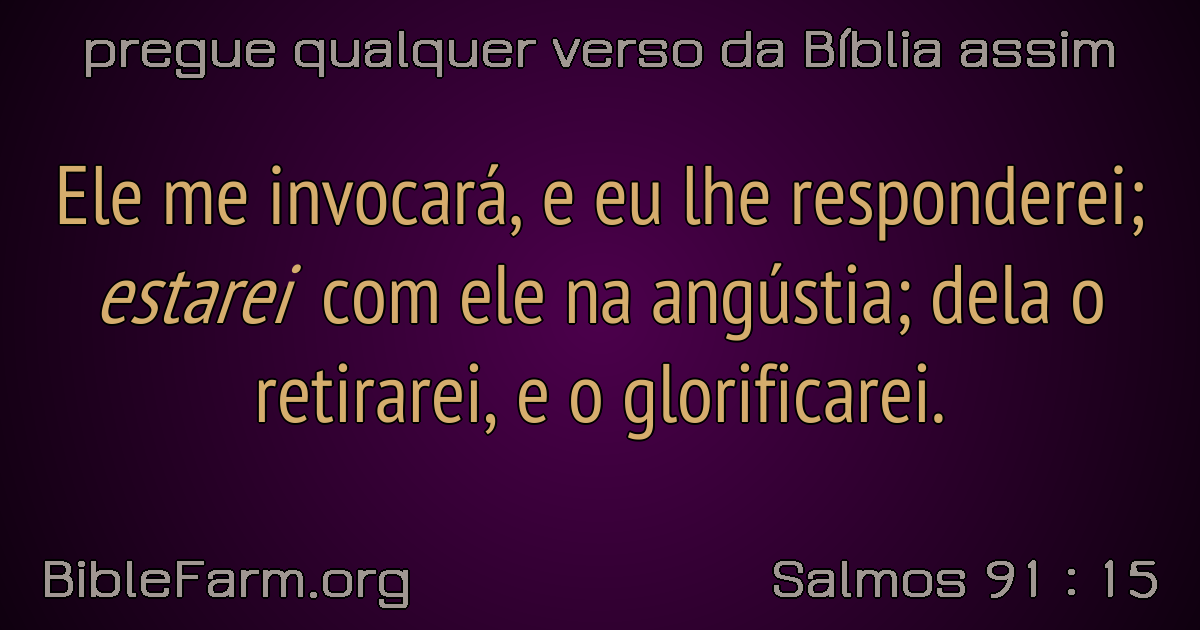 pregue qualquer verso da Bíblia assim
Ele me invocará, e eu lhe responderei;
estarei com ele na angústia; dela o
retirarei, e o glorificarei.
BibleFarm.org
Salmos 91 : 15